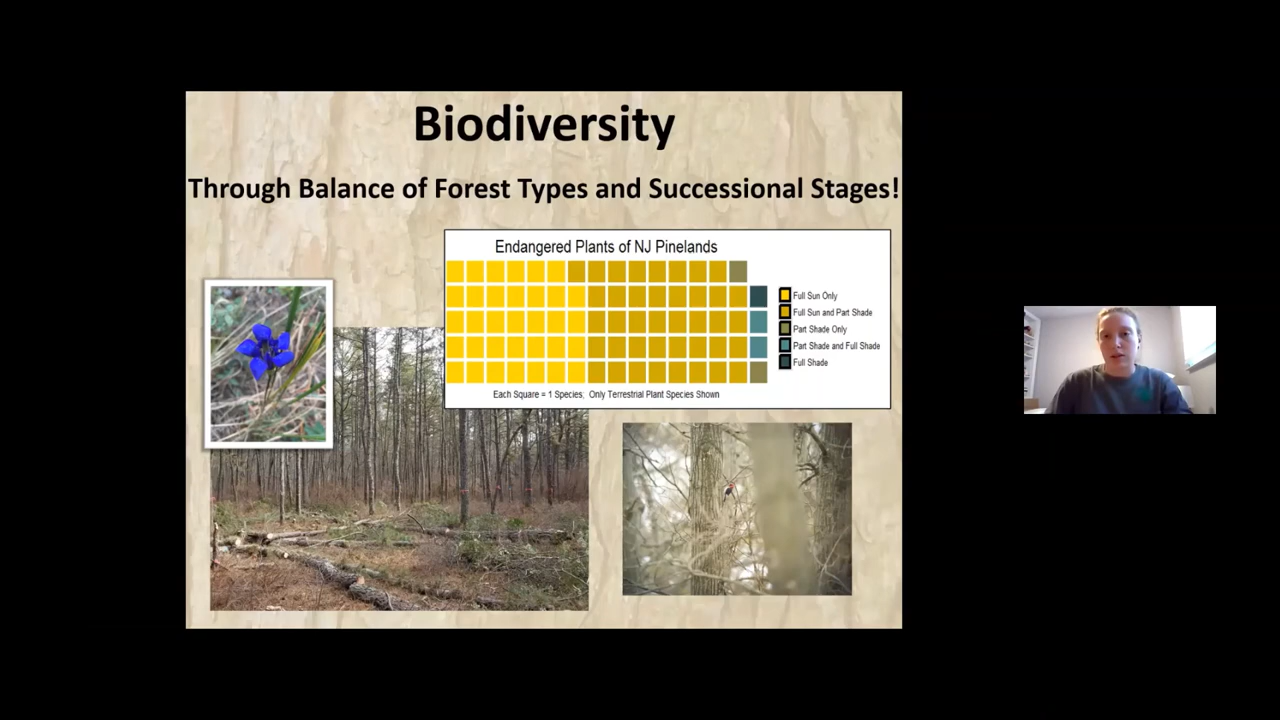 Biodiversity
Through Balance of Forest Types and Successional Stages!
Endangered Plants of NJ Pinelands
Full Sun Only
Full Sun and Part Shade
Part Shade Only
Part Shade and Full Shade
Full Shade
Each Square = 1 Species; Only Terrestrial Plant Species Shown